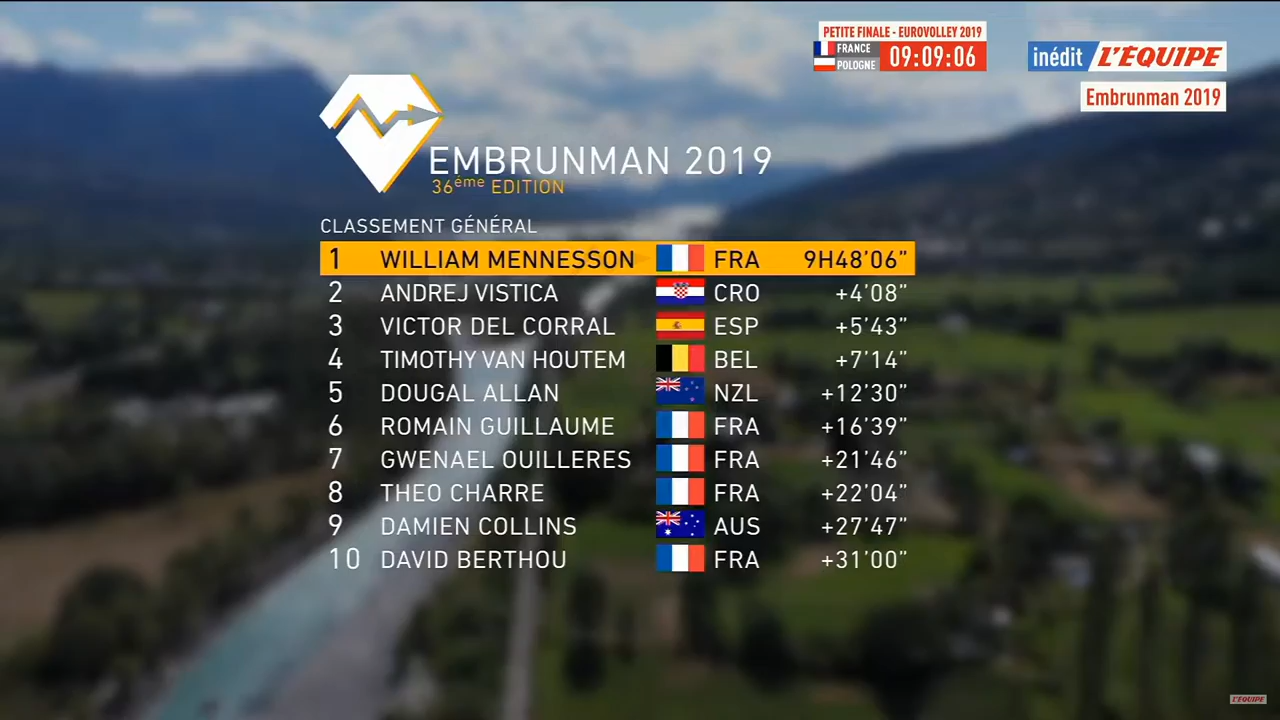 PETITE FINALE - EUROVOLLEY 2019
FRANCE
POLOGNE
09:09:06
inédit L'ÉQUIPE
Embrunman 2019
EMBRUNMAN 2019
36ème EDITION
CLASSEMENT GÉNÉRAL
1 WILLIAM MENNESSON FRA 9H48'06"
2 ANDREJ VISTICA CRO +4'08"
3 VICTOR DEL CORRAL ESP +5'43"
4 TIMOTHY VAN HOUTEM BEL +7'14"
5 DOUGAL ALLAN NZL +12'30"
6 ROMAIN GUILLAUME FRA +16'39"
7 GWENAEL OUILLERES FRA +21'46"
8 THEO CHARRE FRA +22'04"
9 DAMIEN COLLINS AUS +27'47"
10 DAVID BERTHOU FRA +31'00"
L'ÉQUIPE